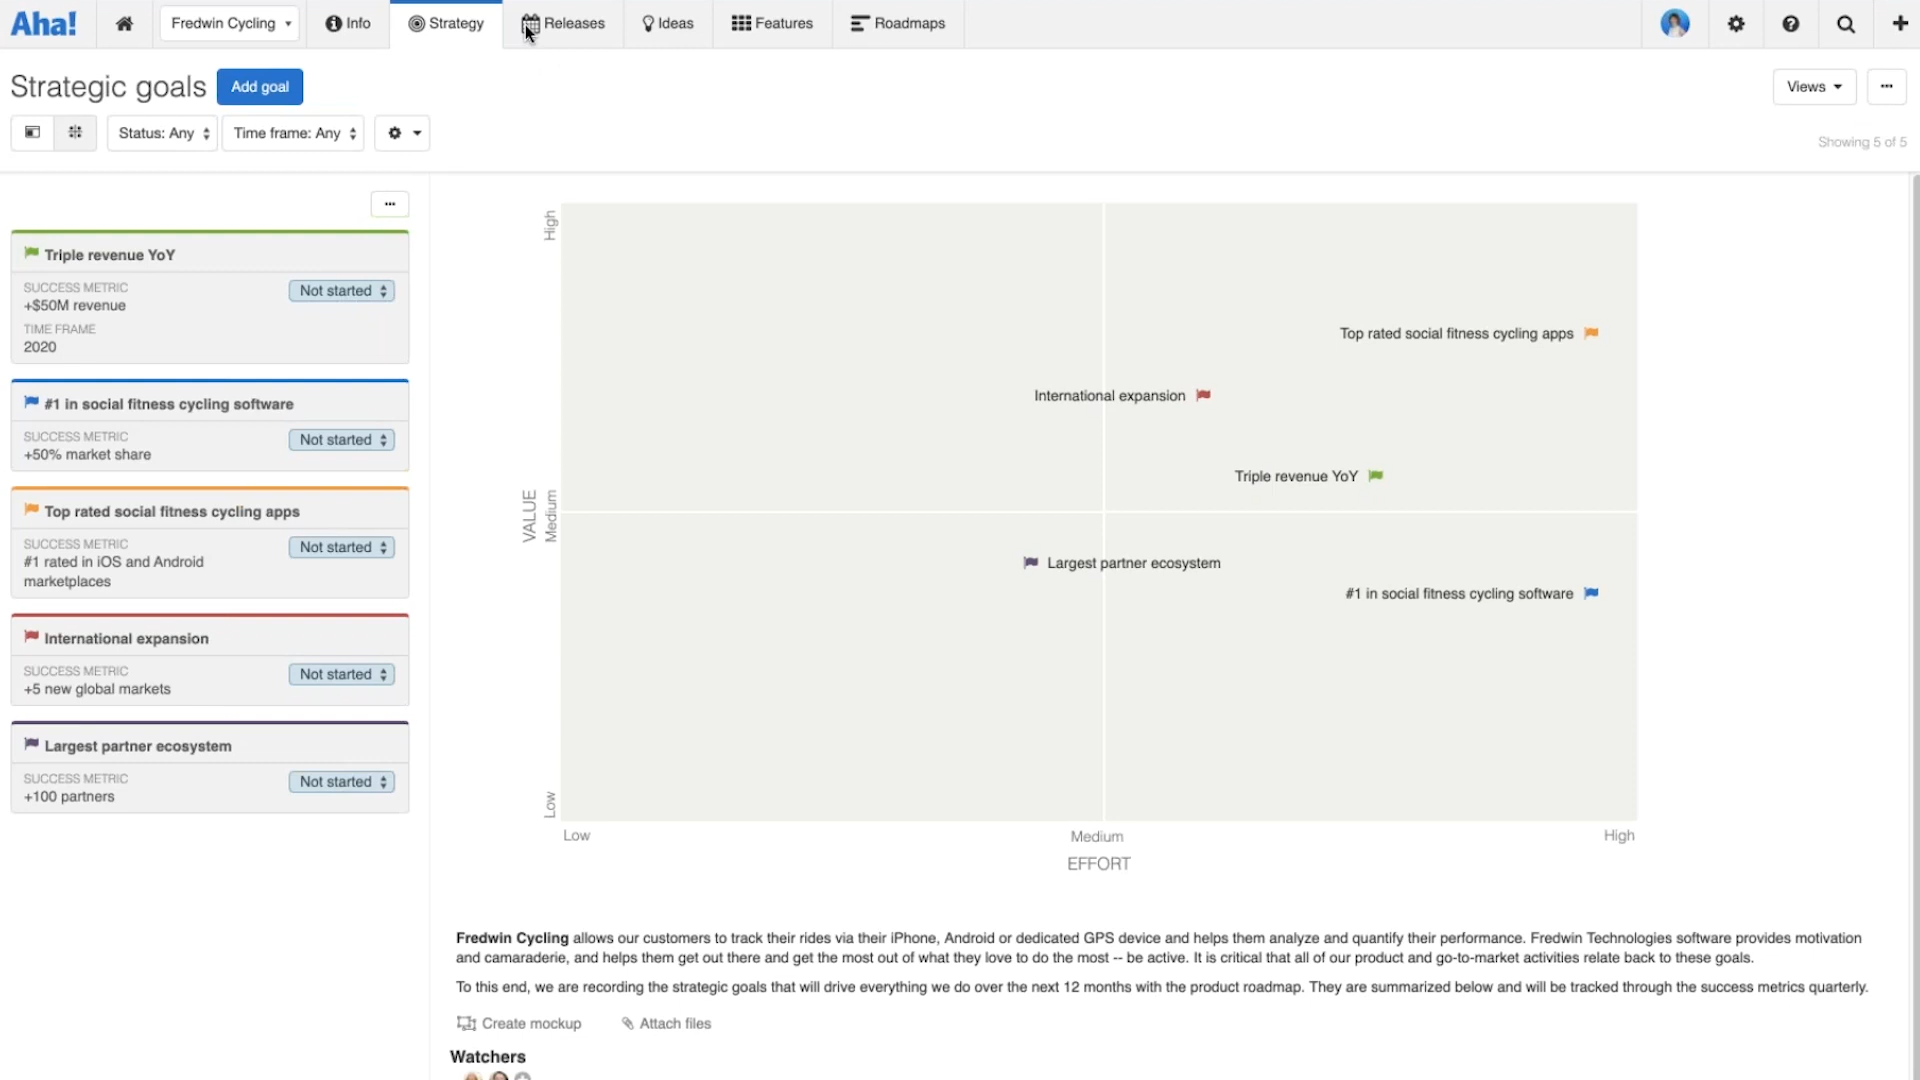 Aha!
Fredwin Cycling
Info
Strategy
Releases
Ideas
Features
Roadmaps
Strategic goals
Add goal
Views
Status: Any
Time frame: Any
Showing 5 of 5
Triple revenue YoY
SUCCESS METRIC
+$50M revenue
Not started
TIME FRAME
2020
#1 in social fitness cycling software
SUCCESS METRIC
+50% market share
Not started
Top rated social fitness cycling apps
SUCCESS METRIC
#1 rated in iOS and Android
marketplaces
Not started
International expansion
SUCCESS METRIC
+5 new global markets
Not started
Largest partner ecosystem
SUCCESS METRIC
+100 partners
Not started
High
VALUE
Medium
Low
Top rated social fitness cycling apps
International expansion
Triple revenue YoY
Largest partner ecosystem
#1 in social fitness cycling software
Low
Medium
High
EFFORT
Fredwin Cycling allows our customers to track their rides via their iPhone, Android or dedicated GPS device and helps them analyze and quantify their performance. Fredwin Technologies software provides motivation
and camaraderie, and helps them get out there and get the most out of what they love to do the most -- be active. It is critical that all of our product and go-to-market activities relate back to these goals.
To this end, we are recording the strategic goals that will drive everything we do over the next 12 months with the product roadmap. They are summarized below and will be tracked through the success metrics quarterly.
Create mockup
Attach files
Watchers